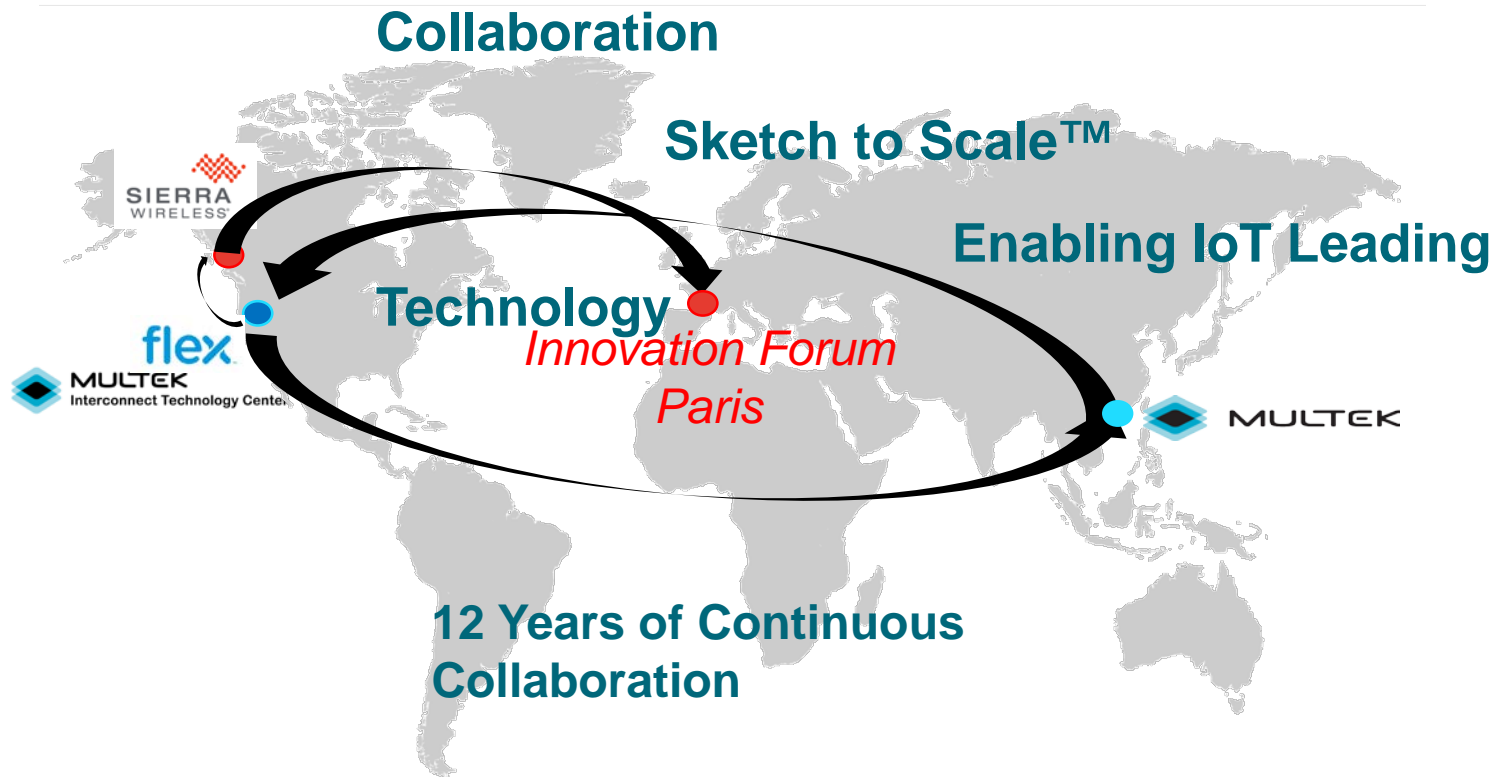 Collaboration
Sketch to Scale™
SIERRA
WIRELESS
Enabling IoT Leading
Technology
Innovation Forum
Paris
flex
MULTEK
Interconnect Technology Center
MULTEK
12 Years of Continuous
Collaboration